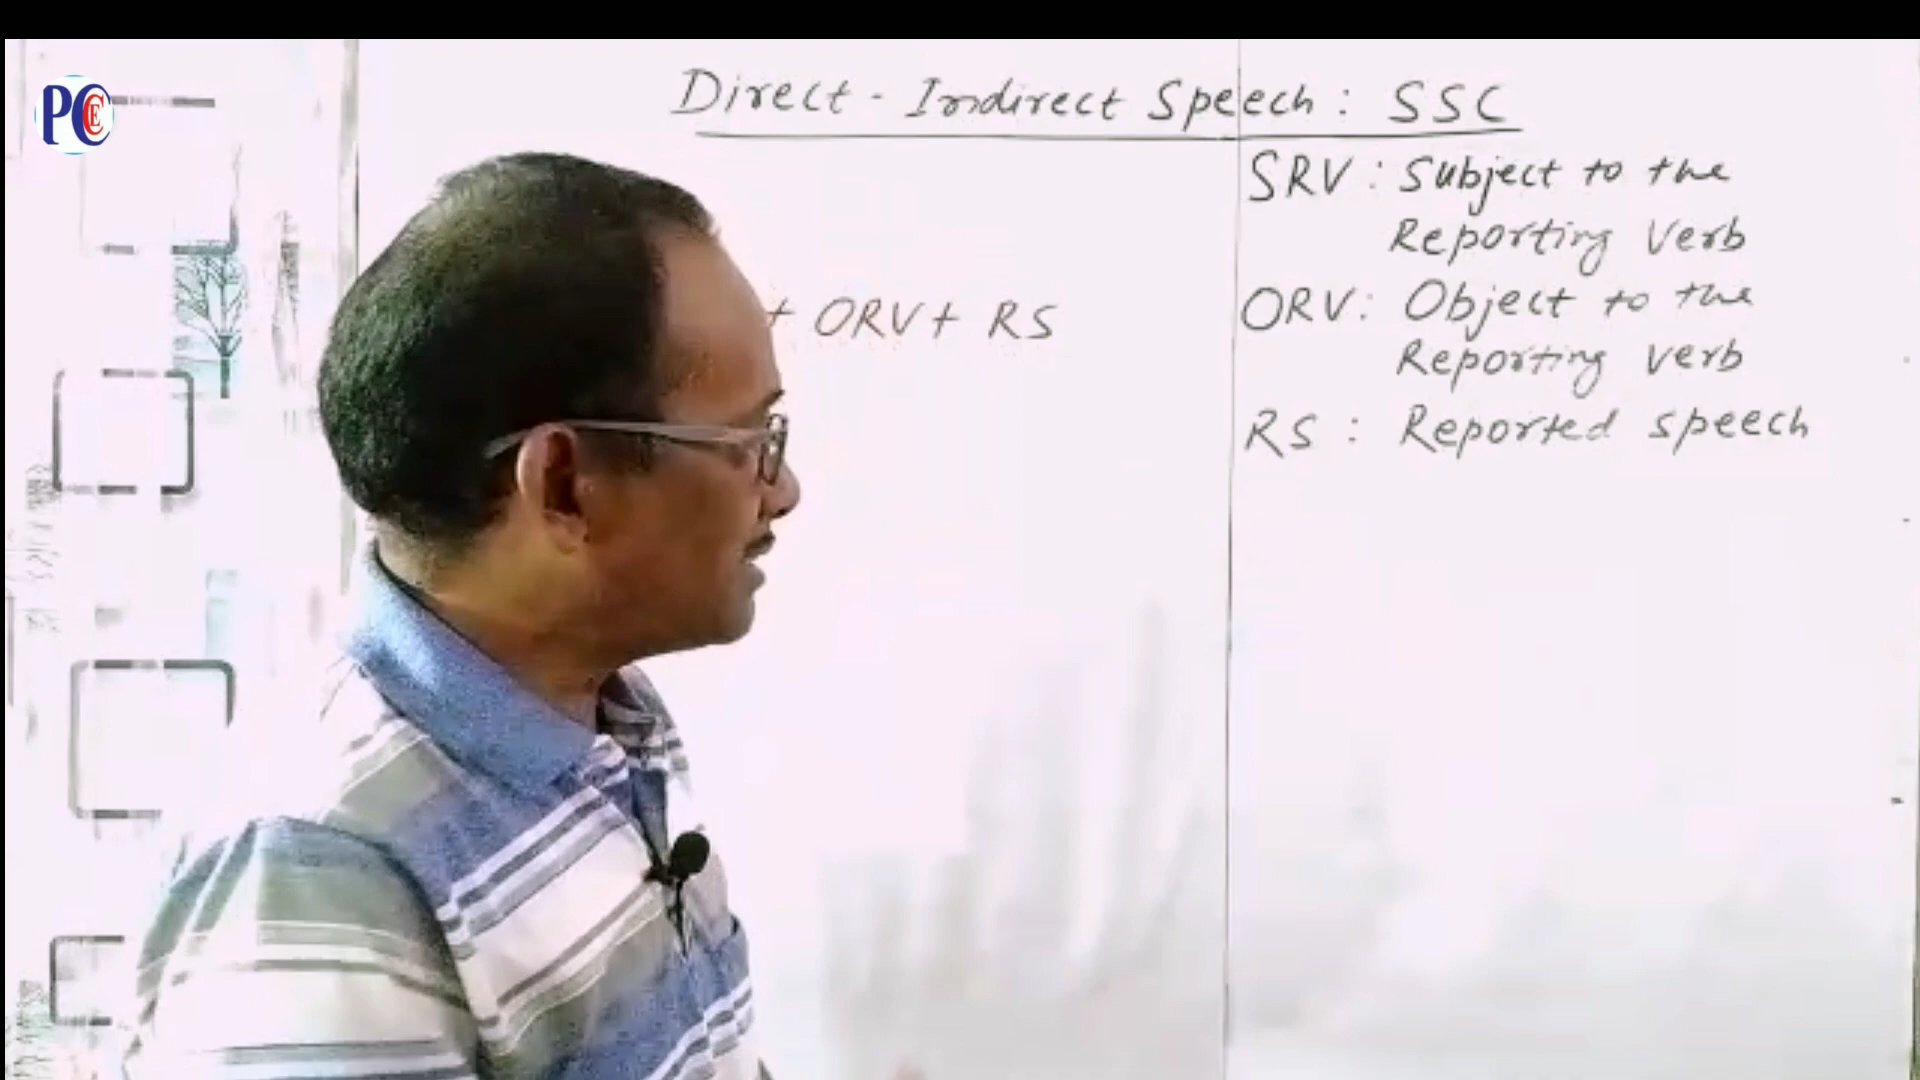 PCEC
Direct - Indirect Speech : SSC
SRV : Subject to the
Reporting Verb
+ ORV + RS
ORV : Object to the
Reporting verb
RS : Reported speech